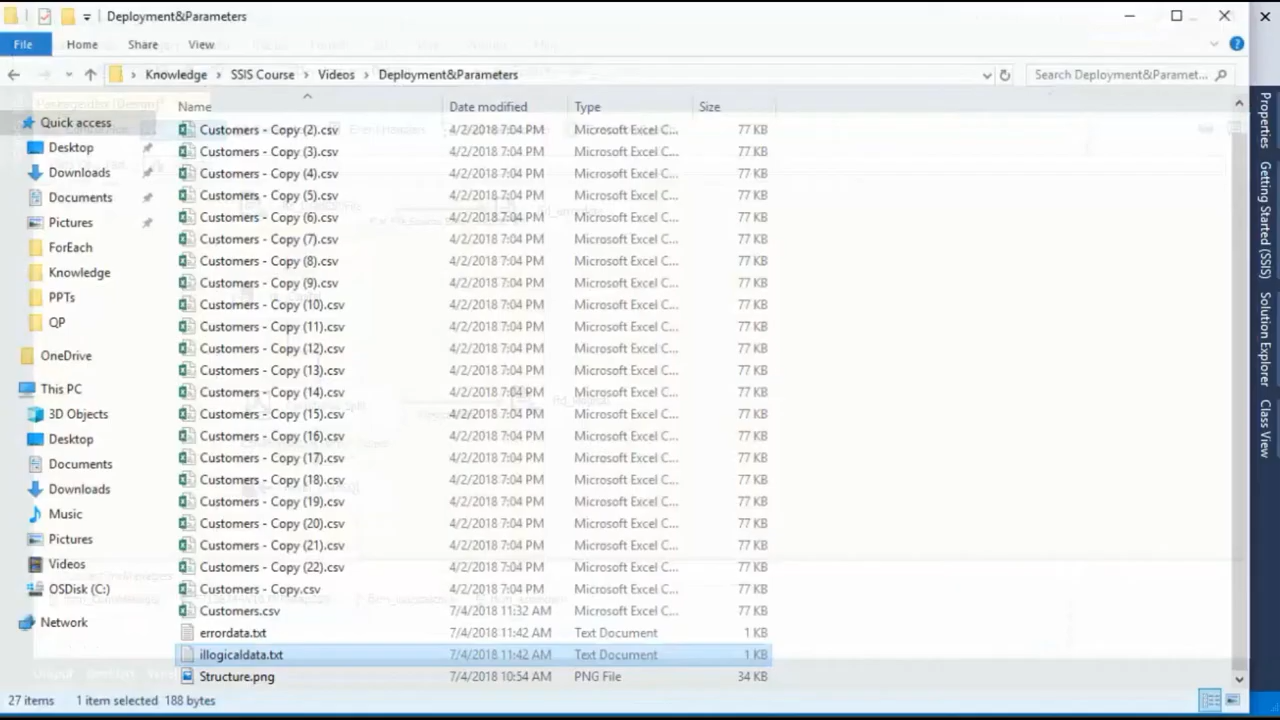 Deployment&Parameters
File Home Share View
Knowledge SSIS Course Videos Deployment&Parameters Search Deployment&Paramet...
Name Date modified Type Size
Quick access
Desktop
Downloads
Documents
Pictures
ForEach
Knowledge
PPTs
QP
OneDrive
This PC
3D Objects
Desktop
Documents
Downloads
Music
Pictures
Videos
OSDisk (C:)
Network
Customers - Copy (2).csv 4/2/2018 7:04 PM Microsoft Excel C... 77 KB
Customers - Copy (3).csv 4/2/2018 7:04 PM Microsoft Excel C... 77 KB
Customers - Copy (4).csv 4/2/2018 7:04 PM Microsoft Excel C... 77 KB
Customers - Copy (5).csv 4/2/2018 7:04 PM Microsoft Excel C... 77 KB
Customers - Copy (6).csv 4/2/2018 7:04 PM Microsoft Excel C... 77 KB
Customers - Copy (7).csv 4/2/2018 7:04 PM Microsoft Excel C... 77 KB
Customers - Copy (8).csv 4/2/2018 7:04 PM Microsoft Excel C... 77 KB
Customers - Copy (9).csv 4/2/2018 7:04 PM Microsoft Excel C... 77 KB
Customers - Copy (10).csv 4/2/2018 7:04 PM Microsoft Excel C... 77 KB
Customers - Copy (11).csv 4/2/2018 7:04 PM Microsoft Excel C... 77 KB
Customers - Copy (12).csv 4/2/2018 7:04 PM Microsoft Excel C... 77 KB
Customers - Copy (13).csv 4/2/2018 7:04 PM Microsoft Excel C... 77 KB
Customers - Copy (14).csv 4/2/2018 7:04 PM Microsoft Excel C... 77 KB
Customers - Copy (15).csv 4/2/2018 7:04 PM Microsoft Excel C... 77 KB
Customers - Copy (16).csv 4/2/2018 7:04 PM Microsoft Excel C... 77 KB
Customers - Copy (17).csv 4/2/2018 7:04 PM Microsoft Excel C... 77 KB
Customers - Copy (18).csv 4/2/2018 7:04 PM Microsoft Excel C... 77 KB
Customers - Copy (19).csv 4/2/2018 7:04 PM Microsoft Excel C... 77 KB
Customers - Copy (20).csv 4/2/2018 7:04 PM Microsoft Excel C... 77 KB
Customers - Copy (21).csv 4/2/2018 7:04 PM Microsoft Excel C... 77 KB
Customers - Copy (22).csv 4/2/2018 7:04 PM Microsoft Excel C... 77 KB
Customers - Copy.csv 4/2/2018 7:04 PM Microsoft Excel C... 77 KB
Customers.csv 7/4/2018 11:32 AM Microsoft Excel C... 77 KB
errordata.txt 7/4/2018 11:42 AM Text Document 1 KB
illogicaldata.txt 7/4/2018 11:42 AM Text Document 1 KB
Structure.png 7/4/2018 10:54 AM PNG File 34 KB
27 items 1 item selected 188 bytes
Properties
Getting Started (SSIS)
Solution Explorer
Class View